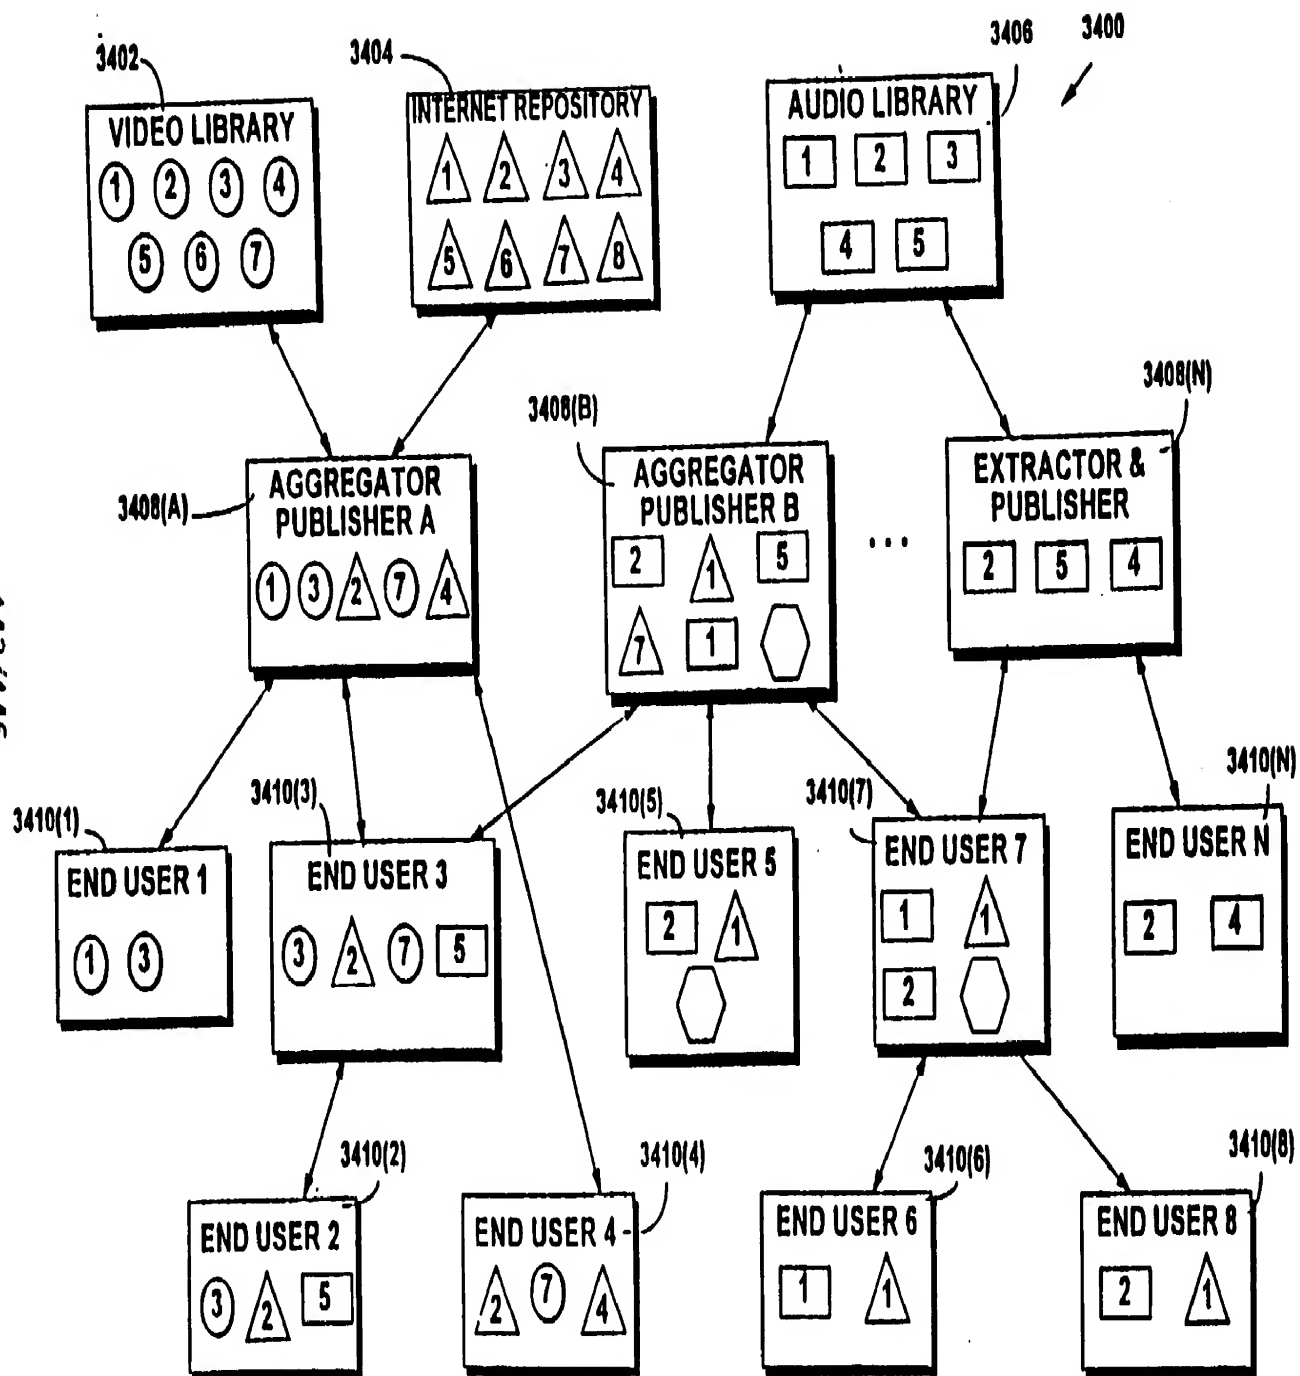 3400
3402
3404
3406
VIDEO LIBRARY
1 2 3 4
5 6 7
INTERNET REPOSITORY
1 2 3 4
5 6 7 8
AUDIO LIBRARY
1 2 3
4 5
3408(A)
AGGREGATOR
PUBLISHER A
1 3 2 7 4
3408(B)
AGGREGATOR
PUBLISHER B
2 1 5
7 1
...
3408(N)
EXTRACTOR &
PUBLISHER
2 5 4
3410(1)
END USER 1
1 3
3410(3)
END USER 3
3 2 7 5
3410(5)
END USER 5
2 1
3410(7)
END USER 7
1 1
2
3410(N)
END USER N
2 4
3410(2)
END USER 2
3 2 5
3410(4)
END USER 4
2 7 4
3410(6)
END USER 6
1 1
3410(8)
END USER 8
2 1